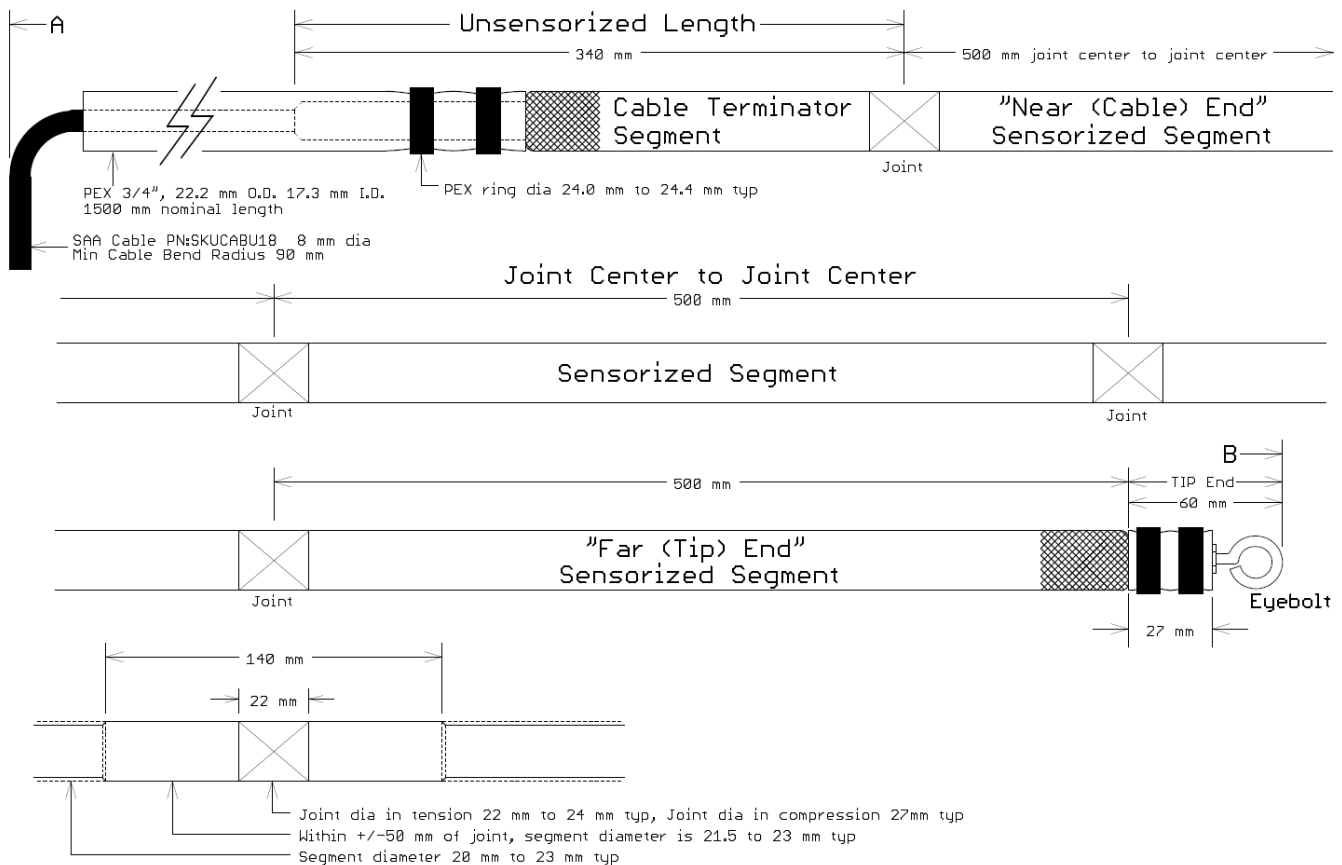 A
Unsensorized Length
340 mm
500 mm joint center to joint center
Cable Terminator
Segment
"Near (Cable) End"
Sensorized Segment
Joint
PEX 3/4", 22.2 mm O.D. 17.3 mm I.D.
1500 mm nominal length
PEX ring dia 24.0 mm to 24.4 mm typ
SAA Cable PN:SKUCABU18 8 mm dia
Min Cable Bend Radius 90 mm
Joint Center to Joint Center
500 mm
Sensorized Segment
Joint
Joint
B
500 mm
TIP End
60 mm
"Far (Tip) End"
Sensorized Segment
Joint
Eyebolt
27 mm
140 mm
22 mm
Joint dia in tension 22 mm to 24 mm typ, Joint dia in compression 27mm typ
Within +/-50 mm of joint, segment diameter is 21.5 to 23 mm typ
Segment diameter 20 mm to 23 mm typ